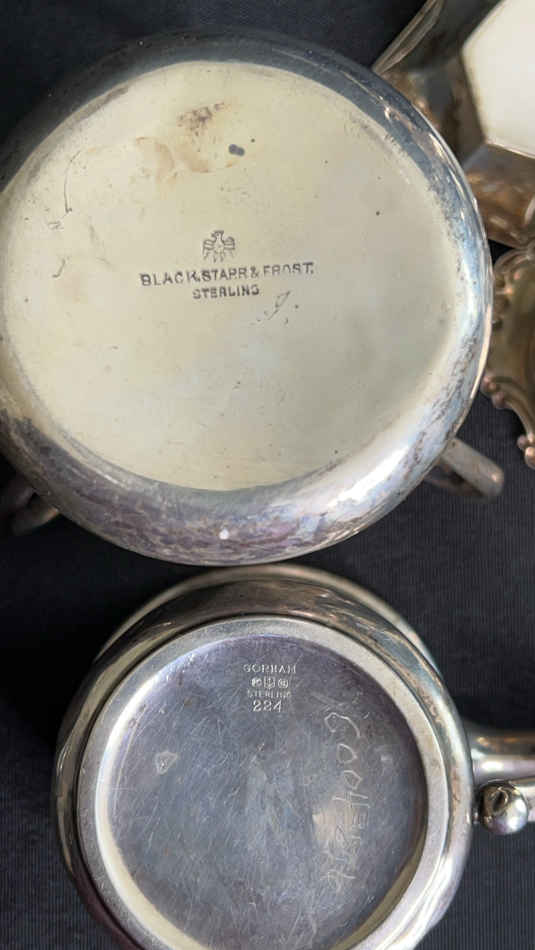 BLACK, STARR & FROST.
STERLING
GORHAM
STERLING
224